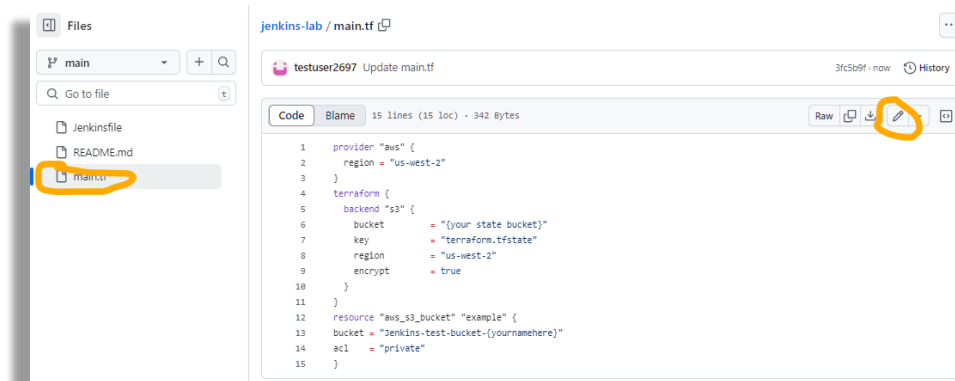 Files
main
Go to file
t
Jenkinsfile
README.md
main.tf
jenkins-lab / main.tf
testuser2697 Update main.tf
3fc5b9f · now
History
Code
Blame
15 lines (15 loc) · 342 Bytes
Raw
1 provider "aws" {
2 region = "us-west-2"
3 }
4 terraform {
5 backend "s3" {
6 bucket = "{your state bucket}"
7 key = "terraform.tfstate"
8 region = "us-west-2"
9 encrypt = true
10 }
11 }
12 resource "aws_s3_bucket" "example" {
13 bucket = "Jenkins-test-bucket-{yournamehere}"
14 acl = "private"
15 }